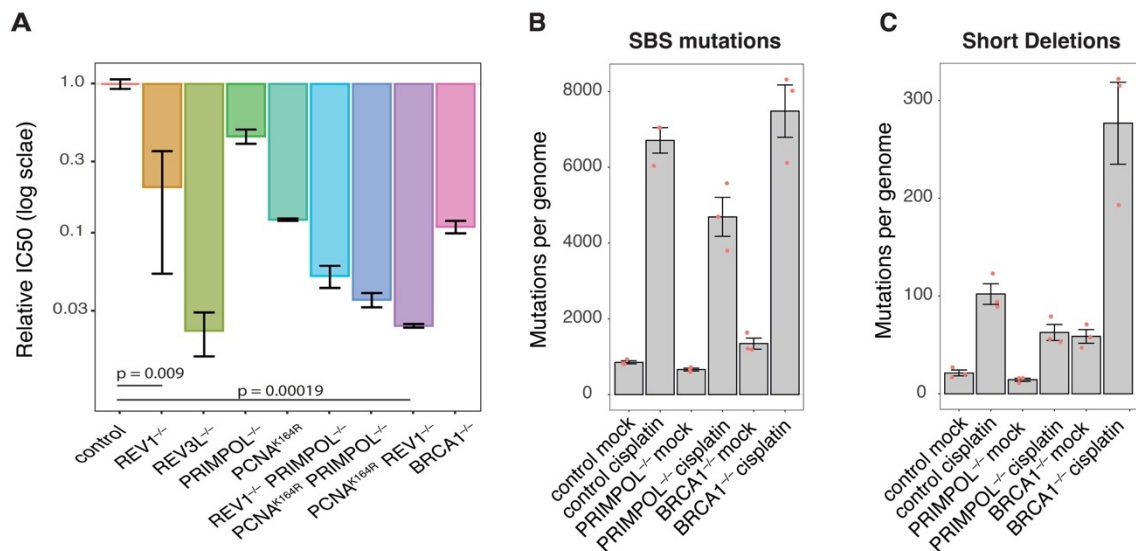 A
Relative IC50 (log sclae)
1.0
0.3
0.1
0.03
p = 0.009
p = 0.00019
control
REV1⁻/⁻
REV3L⁻/⁻
PRIMPOL⁻/⁻
PCNAᴷ¹⁶⁴ᴿ
REV1⁻/⁻ PRIMPOL⁻/⁻
PCNAᴷ¹⁶⁴ᴿ PRIMPOL⁻/⁻
PCNAᴷ¹⁶⁴ᴿ REV1⁻/⁻
BRCA1⁻/⁻
B
SBS mutations
Mutations per genome
8000
6000
4000
2000
0
control mock
control cisplatin
PRIMPOL⁻/⁻ mock
PRIMPOL⁻/⁻ cisplatin
BRCA1⁻/⁻ mock
BRCA1⁻/⁻ cisplatin
C
Short Deletions
Mutations per genome
300
200
100
0
control mock
control cisplatin
PRIMPOL⁻/⁻ mock
PRIMPOL⁻/⁻ cisplatin
BRCA1⁻/⁻ mock
BRCA1⁻/⁻ cisplatin